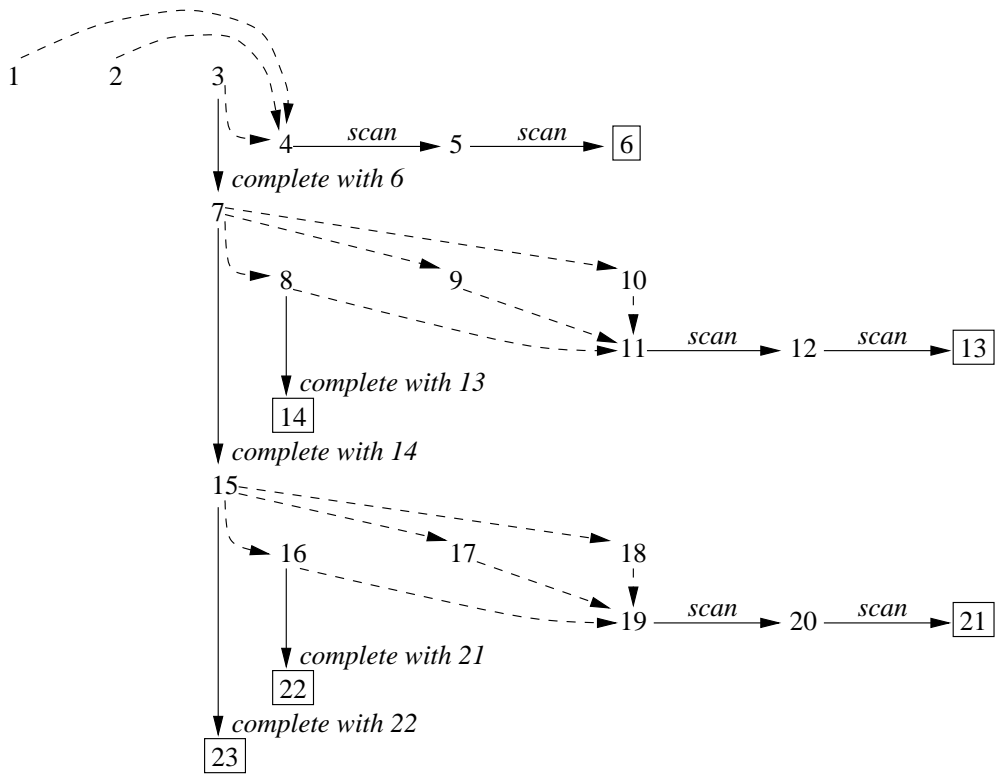 1 2 3
4 scan 5 scan 6
complete with 6
7
8 9 10
11 scan 12 scan 13
complete with 13
14
complete with 14
15
16 17 18
19 scan 20 scan 21
complete with 21
22
complete with 22
23